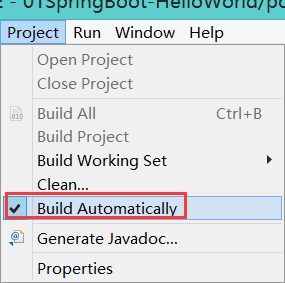 E - 01SpringBoot-HelloWorld/po
Project Run Window Help
Open Project
Close Project
Build All Ctrl+B
Build Project
Build Working Set
Clean...
Build Automatically
Generate Javadoc...
Properties